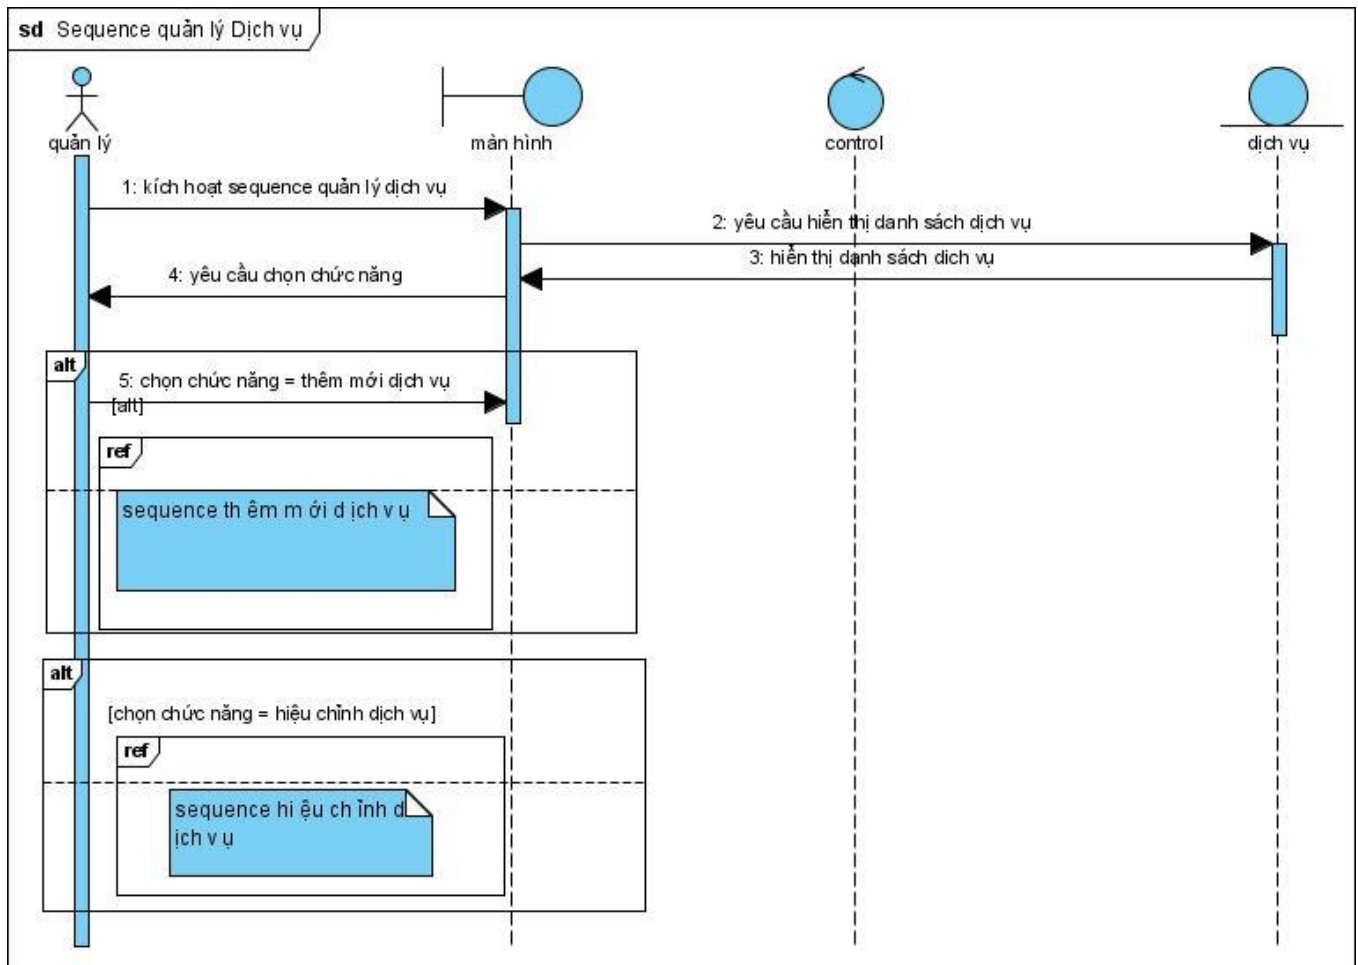 sd Sequence quản lý Dịch vụ
quản lý
màn hình
control
dịch vụ
1: kích hoạt sequence quản lý dịch vụ
2: yêu cầu hiển thị danh sách dịch vụ
3: hiển thị danh sách dich vụ
4: yêu cầu chọn chức năng
alt
5: chọn chức năng = thêm mới dịch vụ
[alt]
ref
sequence th êm m ới d ịch v ụ
alt
[chọn chức năng = hiệu chỉnh dịch vụ]
ref
sequence hi ệu ch ỉnh d
ịch v ụ